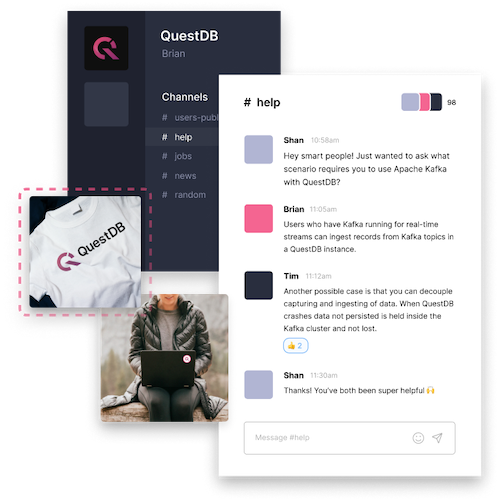 QuestDB
Brian
Channels
# users-publ
# help
# jobs
# news
# random
QuestDB
# help
98
Shan 10:58am
Hey smart people! Just wanted to ask what
scenario requires you to use Apache Kafka
with QuestDB?
Brian 11:05am
Users who have Kafka running for real-time
streams can ingest records from Kafka topics in
a QuestDB instance.
Tim 11:12am
Another possible case is that you can decouple
capturing and ingesting of data. When QuestDB
crashes data not persisted is held inside the
Kafka cluster and not lost.
👍 2
Shan 11:30am
Thanks! You've both been super helpful 🙌
Message #help